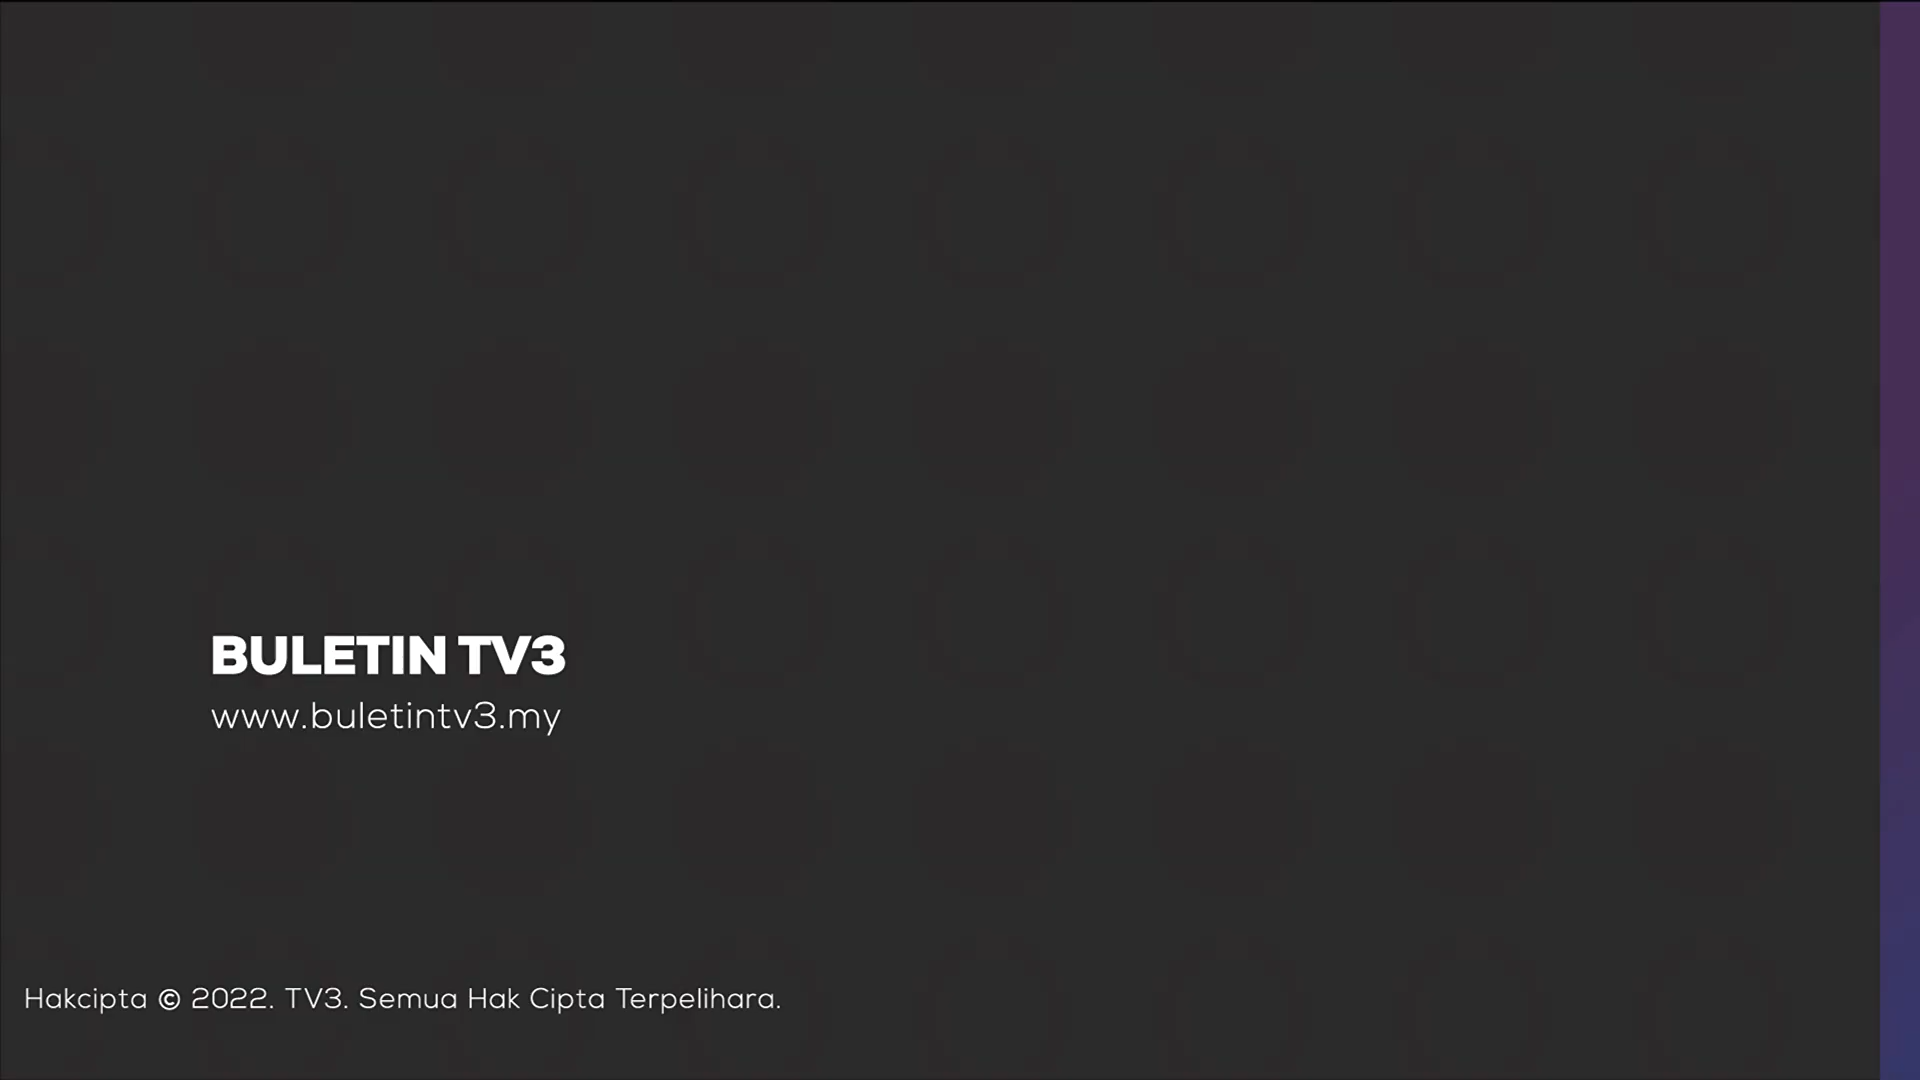 BULETIN TV3
www.buletintv3.my
Hakcipta © 2022. TV3. Semua Hak Cipta Terpelihara.